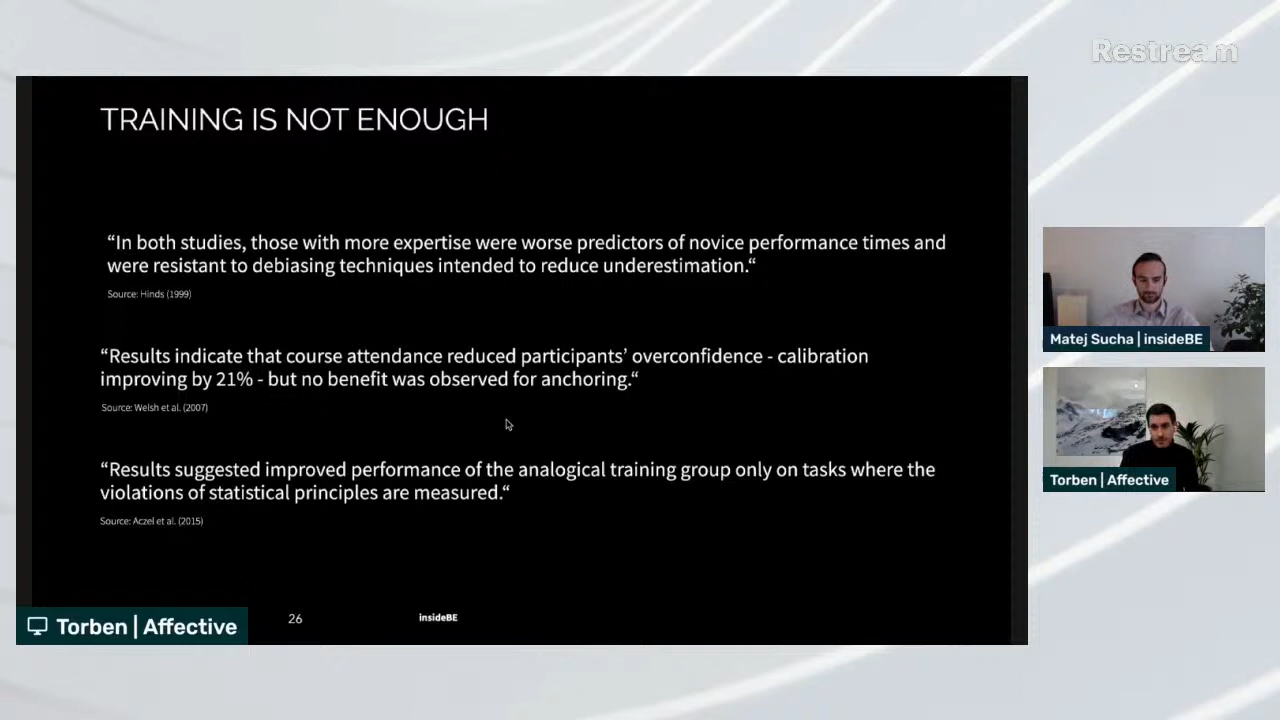 Restream
TRAINING IS NOT ENOUGH
“In both studies, those with more expertise were worse predictors of novice performance times and
were resistant to debiasing techniques intended to reduce underestimation.“
Source: Hinds (1999)
“Results indicate that course attendance reduced participants’ overconfidence - calibration
improving by 21% - but no benefit was observed for anchoring.“
Source: Welsh et al. (2007)
“Results suggested improved performance of the analogical training group only on tasks where the
violations of statistical principles are measured.“
Source: Aczel et al. (2015)
Torben | Affective
26
insideBE
Matej Sucha | insideBE
Torben | Affective